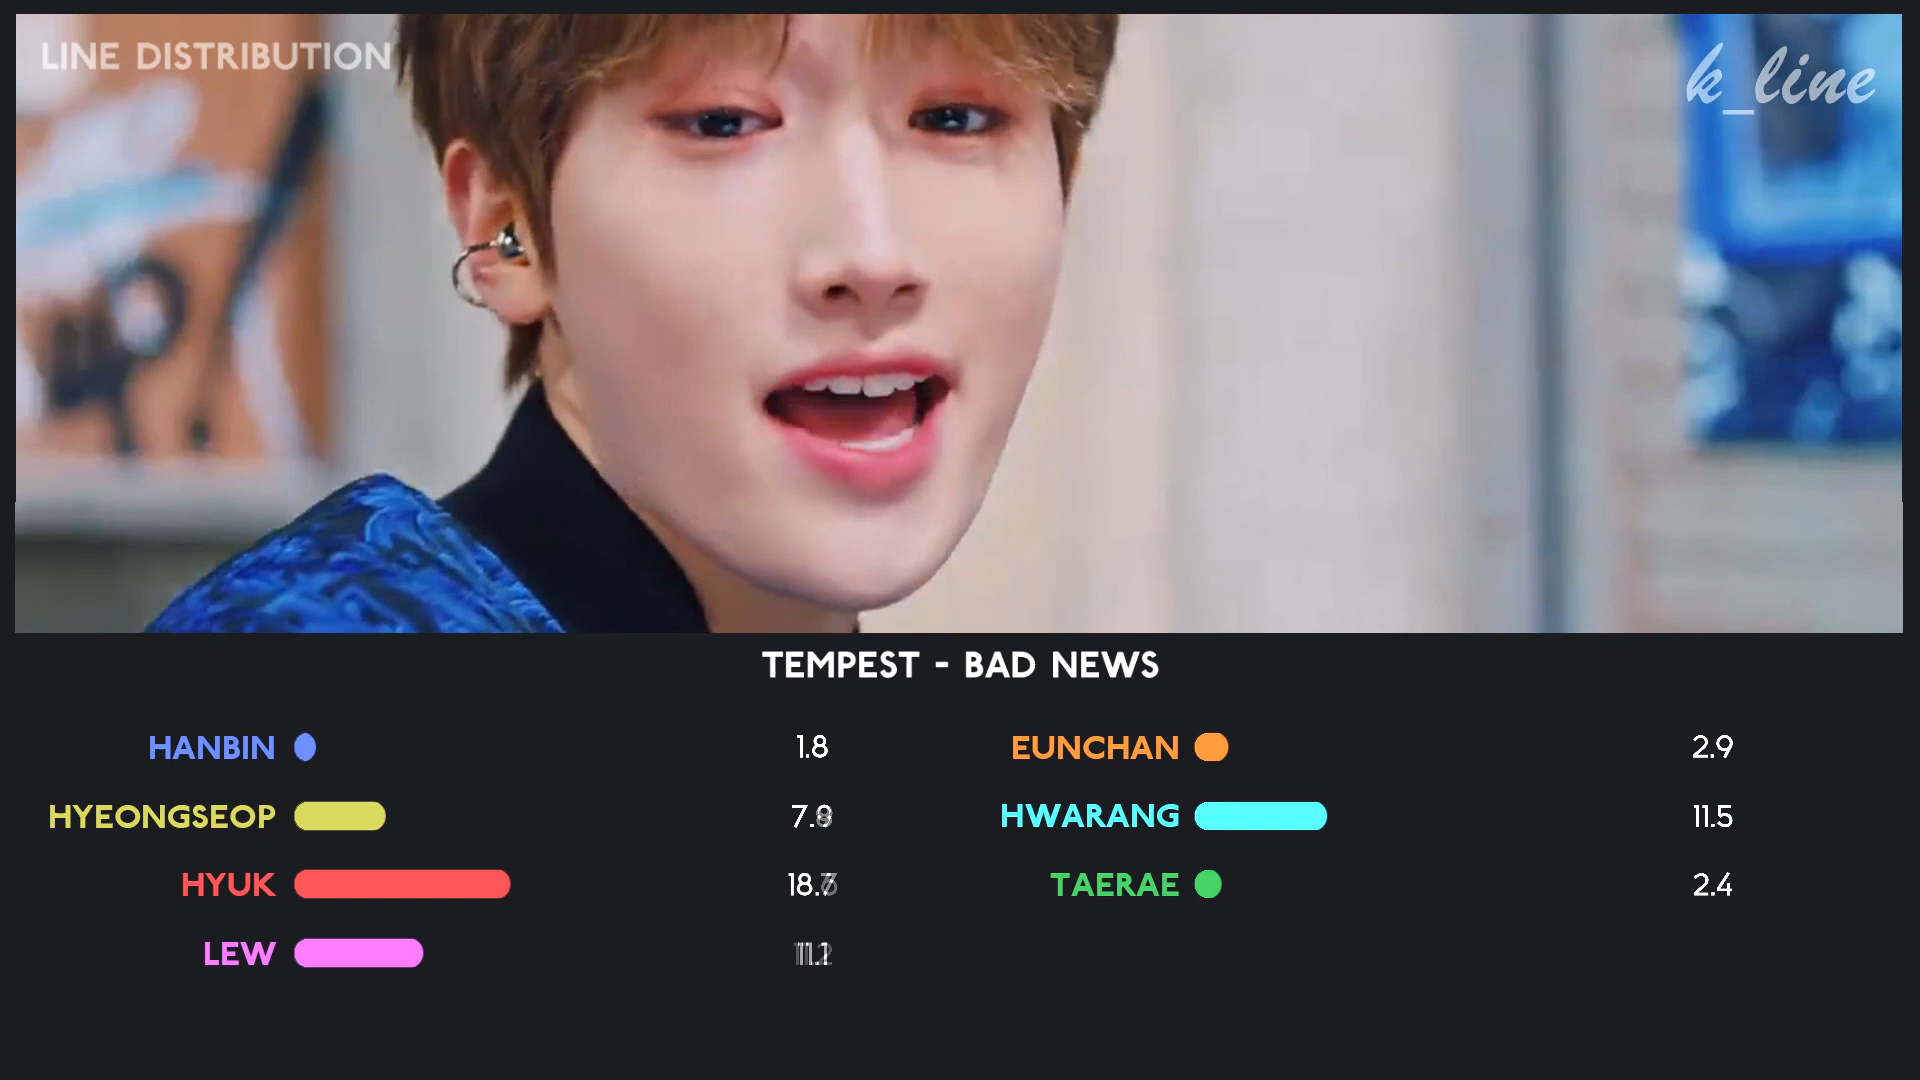 LINE DISTRIBUTION
k_line
TEMPEST - BAD NEWS
HANBIN 1.8
HYEONGSEOP
HYUK
LEW
EUNCHAN 2.9
HWARANG 11.5
TAERAE 2.4